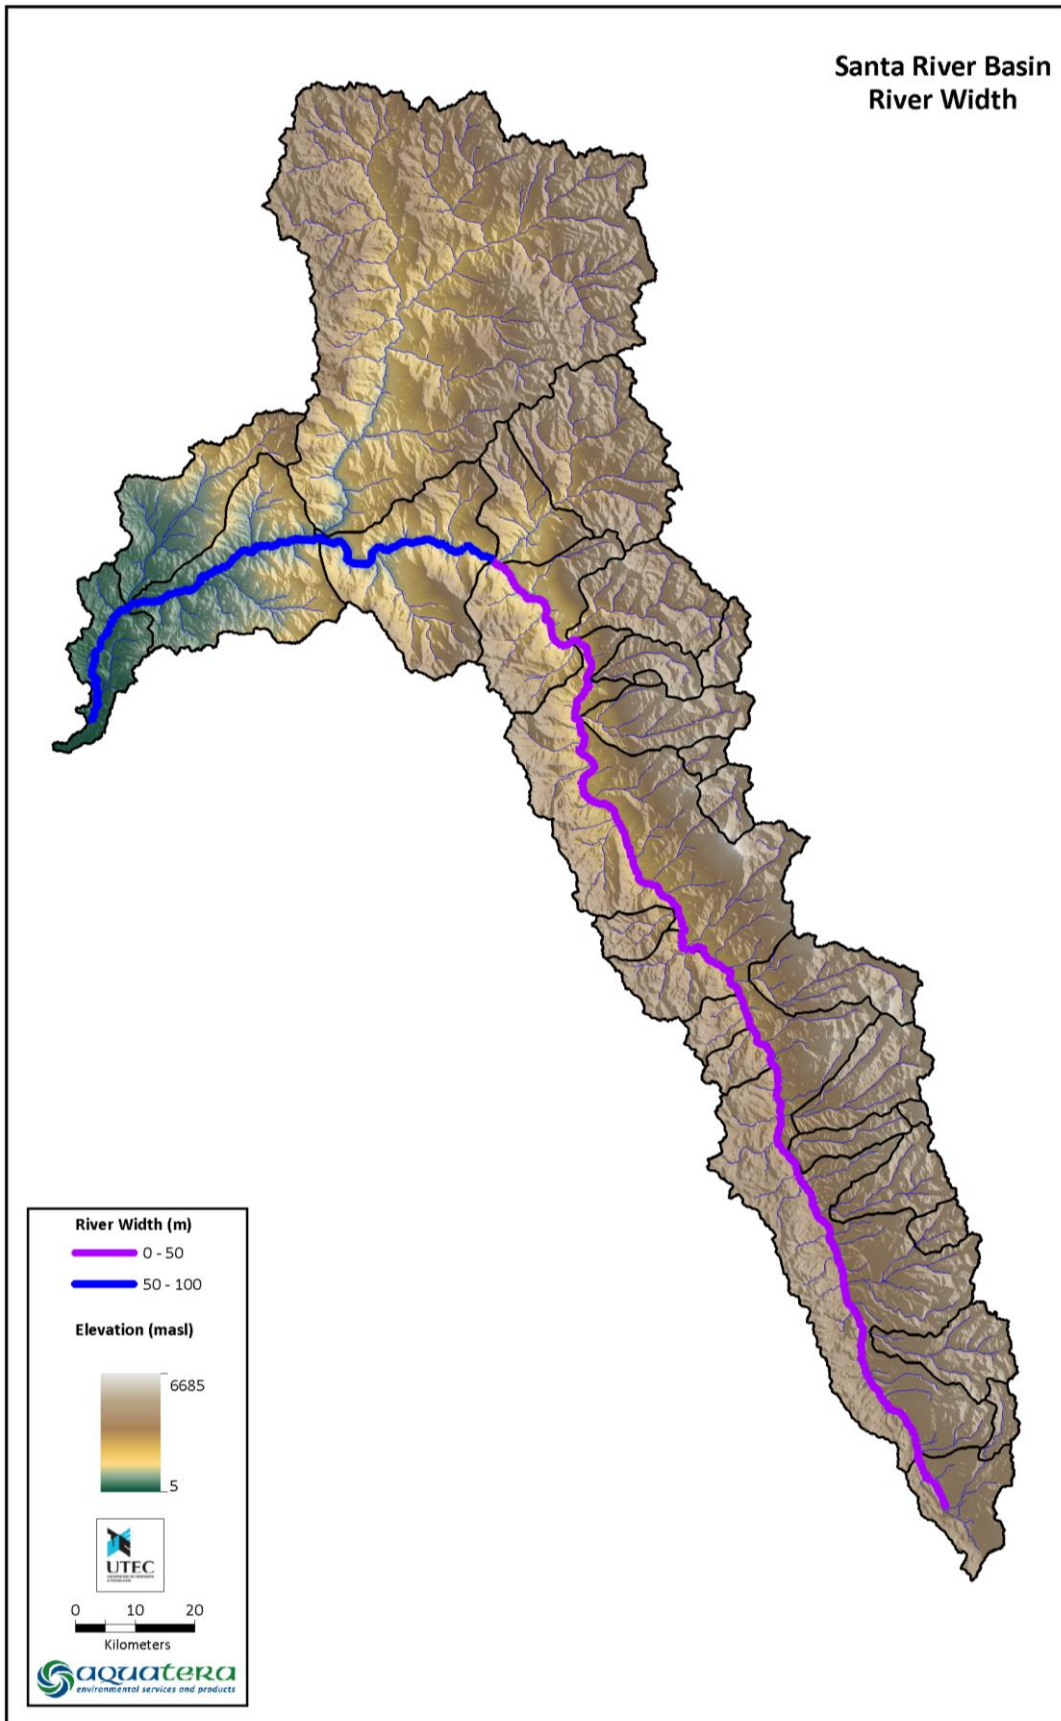 Santa River Basin
River Width
River Width (m)
0 - 50
50 - 100
Elevation (masl)
6685
5
UTEC
0 10 20
Kilometers
aquatera
environmental services and products